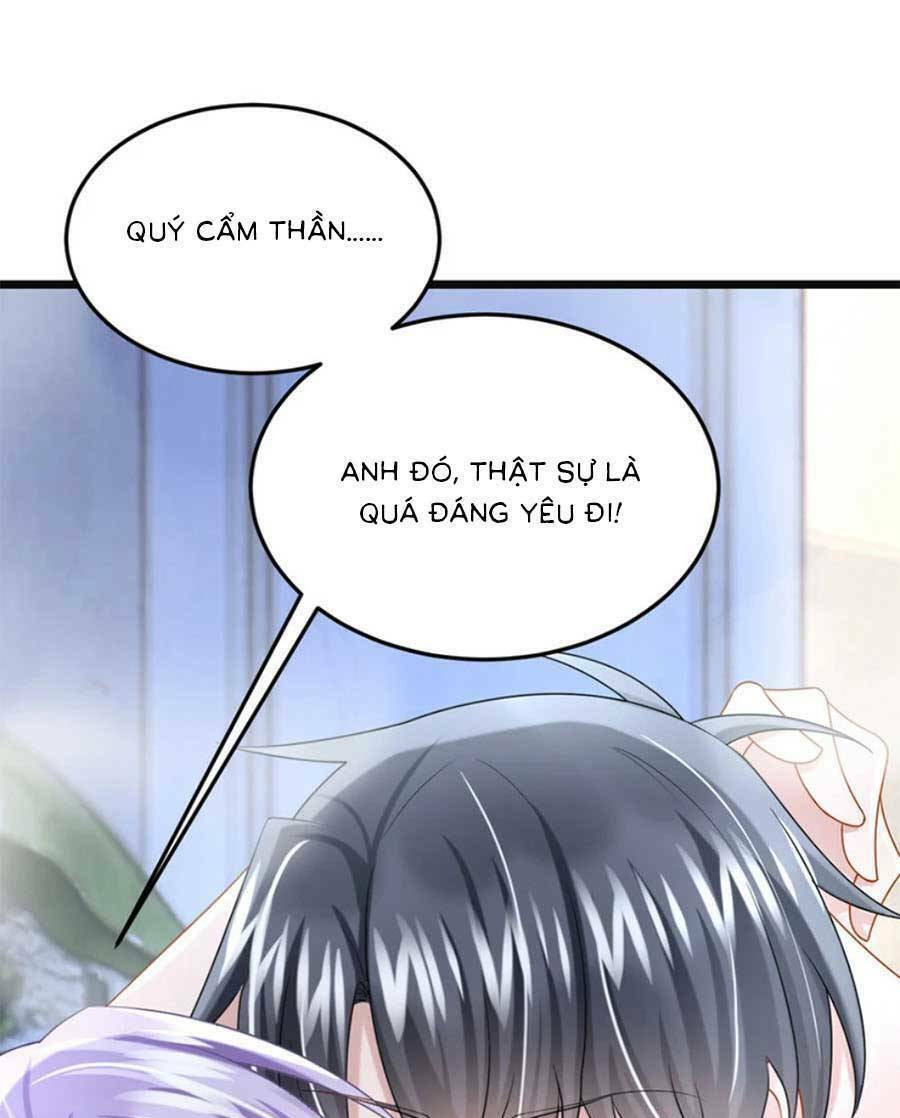 QUÝ CẨM THẦN......
ANH ĐÓ, THẬT SỰ LÀ
QUÁ ĐÁNG YÊU ĐI!